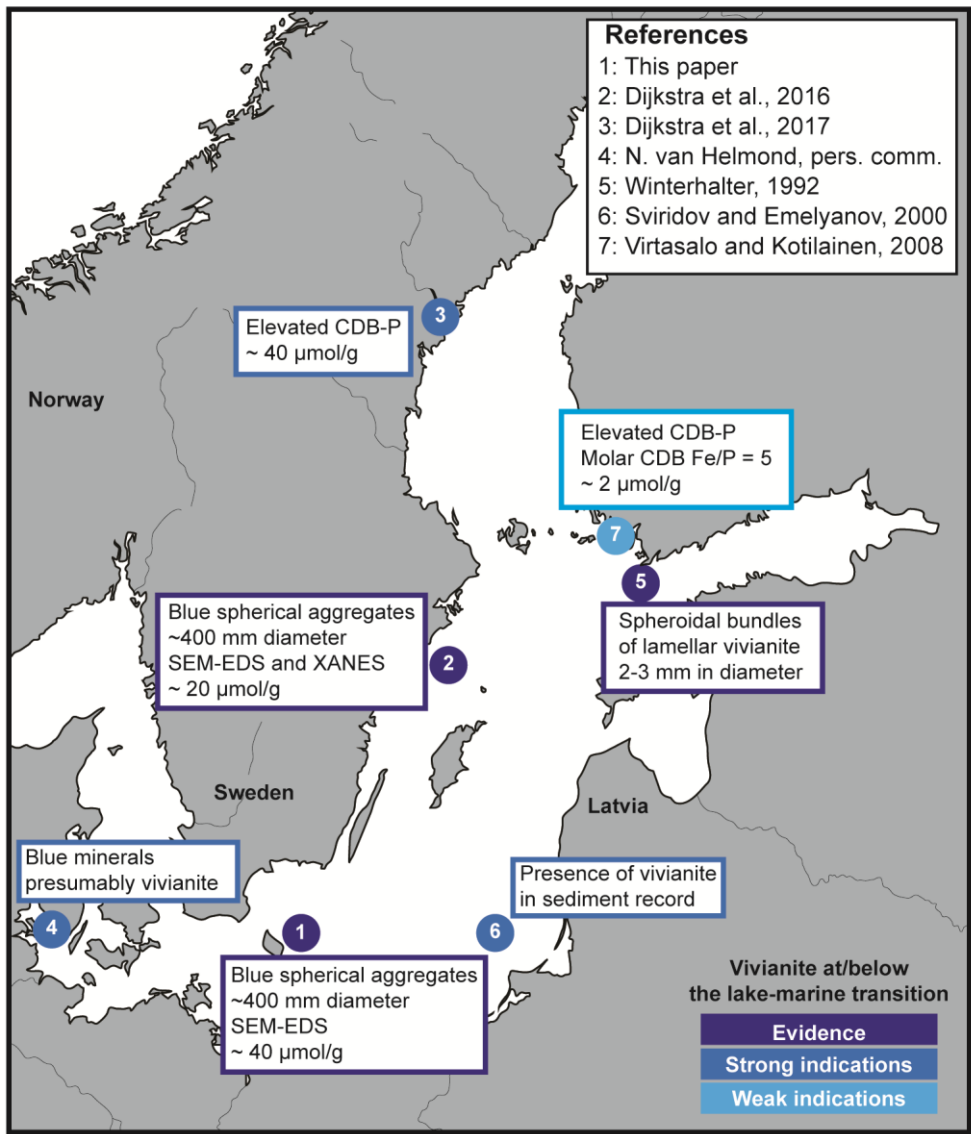 References
1: This paper
2: Dijkstra et al., 2016
3: Dijkstra et al., 2017
4: N. van Helmond, pers. comm.
5: Winterhalter, 1992
6: Sviridov and Emelyanov, 2000
7: Virtasalo and Kotilainen, 2008
3
Elevated CDB-P
~ 40 µmol/g
Norway
Elevated CDB-P
Molar CDB Fe/P = 5
~ 2 µmol/g
7
5
Blue spherical aggregates
~400 mm diameter
SEM-EDS and XANES
~ 20 µmol/g
2
Spheroidal bundles
of lamellar vivianite
2-3 mm in diameter
Sweden
Latvia
Blue minerals
presumably vivianite
4
1
Presence of vivianite
in sediment record
6
Blue spherical aggregates
~400 mm diameter
SEM-EDS
~ 40 µmol/g
Vivianite at/below
the lake-marine transition
Evidence
Strong indications
Weak indications